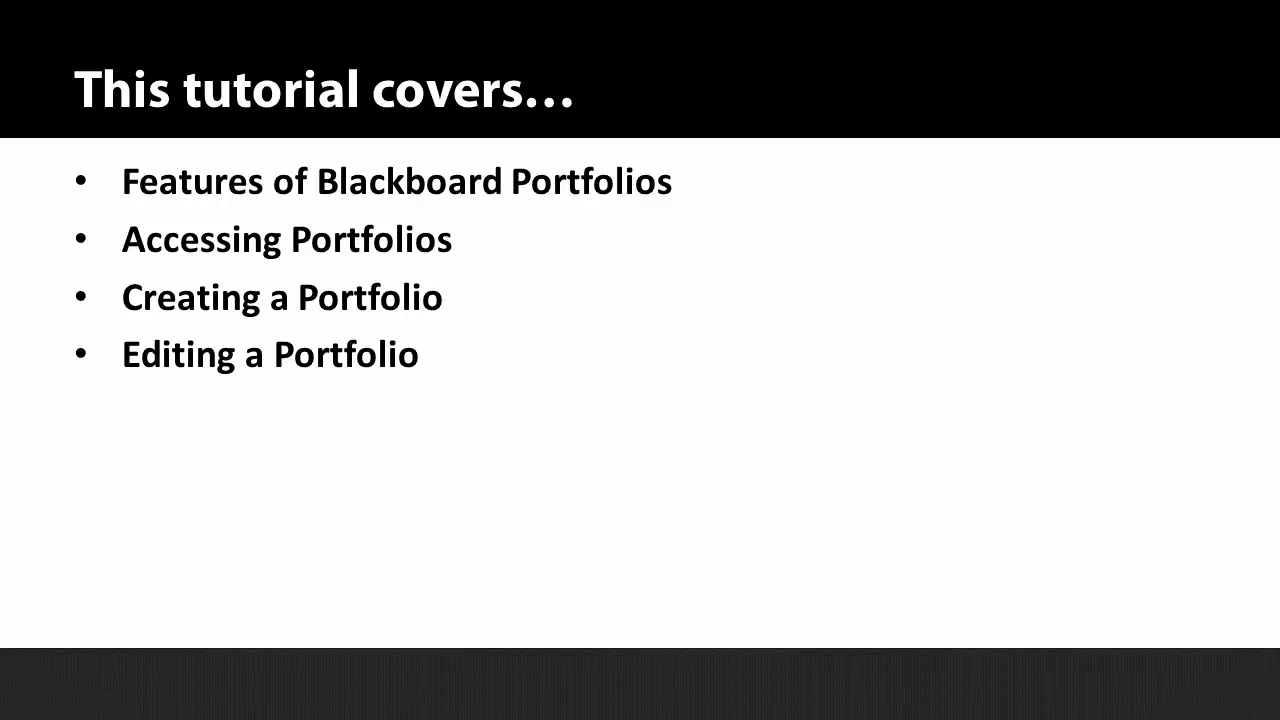 This tutorial covers…
• Features of Blackboard Portfolios
• Accessing Portfolios
• Creating a Portfolio
• Editing a Portfolio